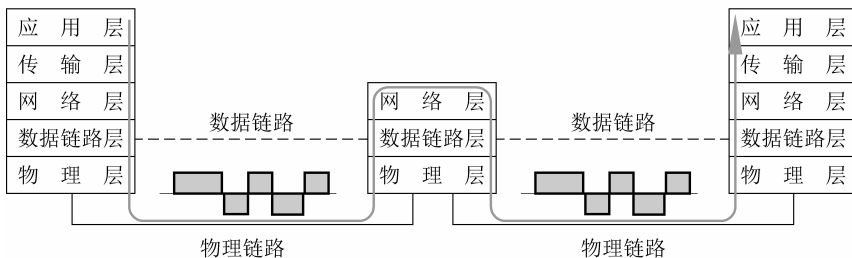 应用层
传输层
网络层
数据链路层
物理层
数据链路
物理链路
网络层
数据链路层
物理层
数据链路
物理链路
应用层
传输层
网络层
数据链路层
物理层